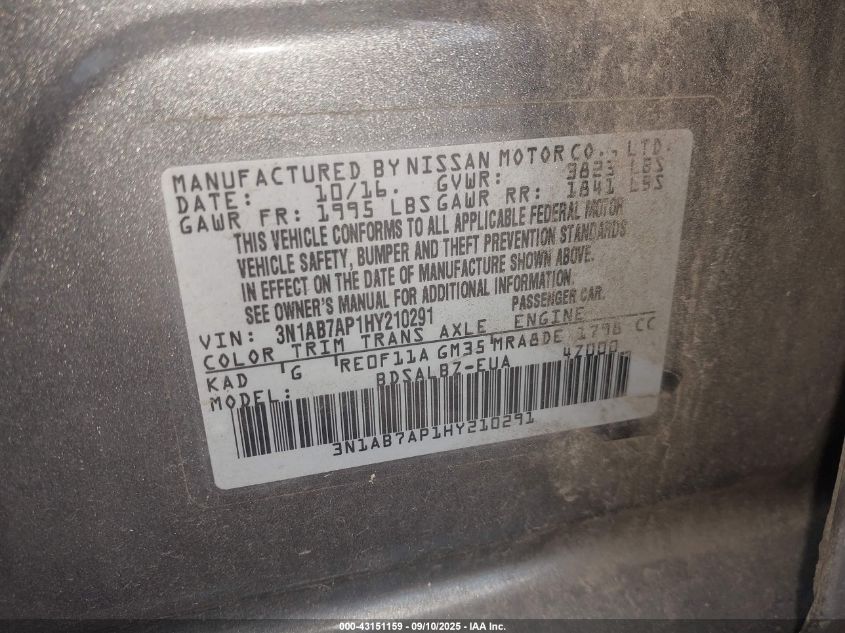 MANUFACTURED BY NISSAN MOTOR CO., LTD.
DATE: 10/16. GVWR: 3823 LBS
GAWR FR: 1995 LBS GAWR RR: 1841 LBS
THIS VEHICLE CONFORMS TO ALL APPLICABLE FEDERAL MOTOR
VEHICLE SAFETY, BUMPER AND THEFT PREVENTION STANDARDS
IN EFFECT ON THE DATE OF MANUFACTURE SHOWN ABOVE.
SEE OWNER'S MANUAL FOR ADDITIONAL INFORMATION.
VIN: 3N1AB7AP1HY210291 PASSENGER CAR.
COLOR TRIM TRANS AXLE ENGINE
KAD G RE0F11A GM35 MRA8DE 1798 CC
MODEL: BDSALB7-EUA 4Z000
3N1AB7AP1HY210291
000-43151159 - 09/10/2025 - IAA Inc.